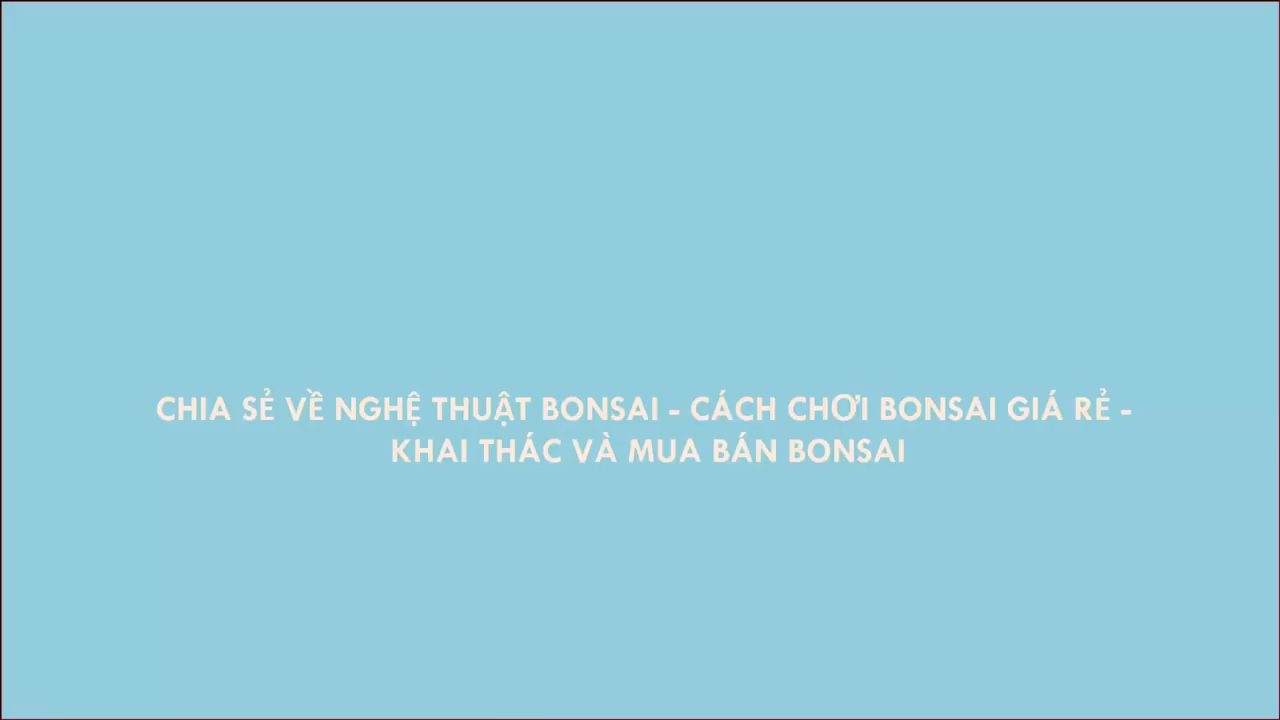 CHIA SẺ VỀ NGHỆ THUẬT BONSAI - CÁCH CHƠI BONSAI GIÁ RẺ -
KHAI THÁC VÀ MUA BÁN BONSAI